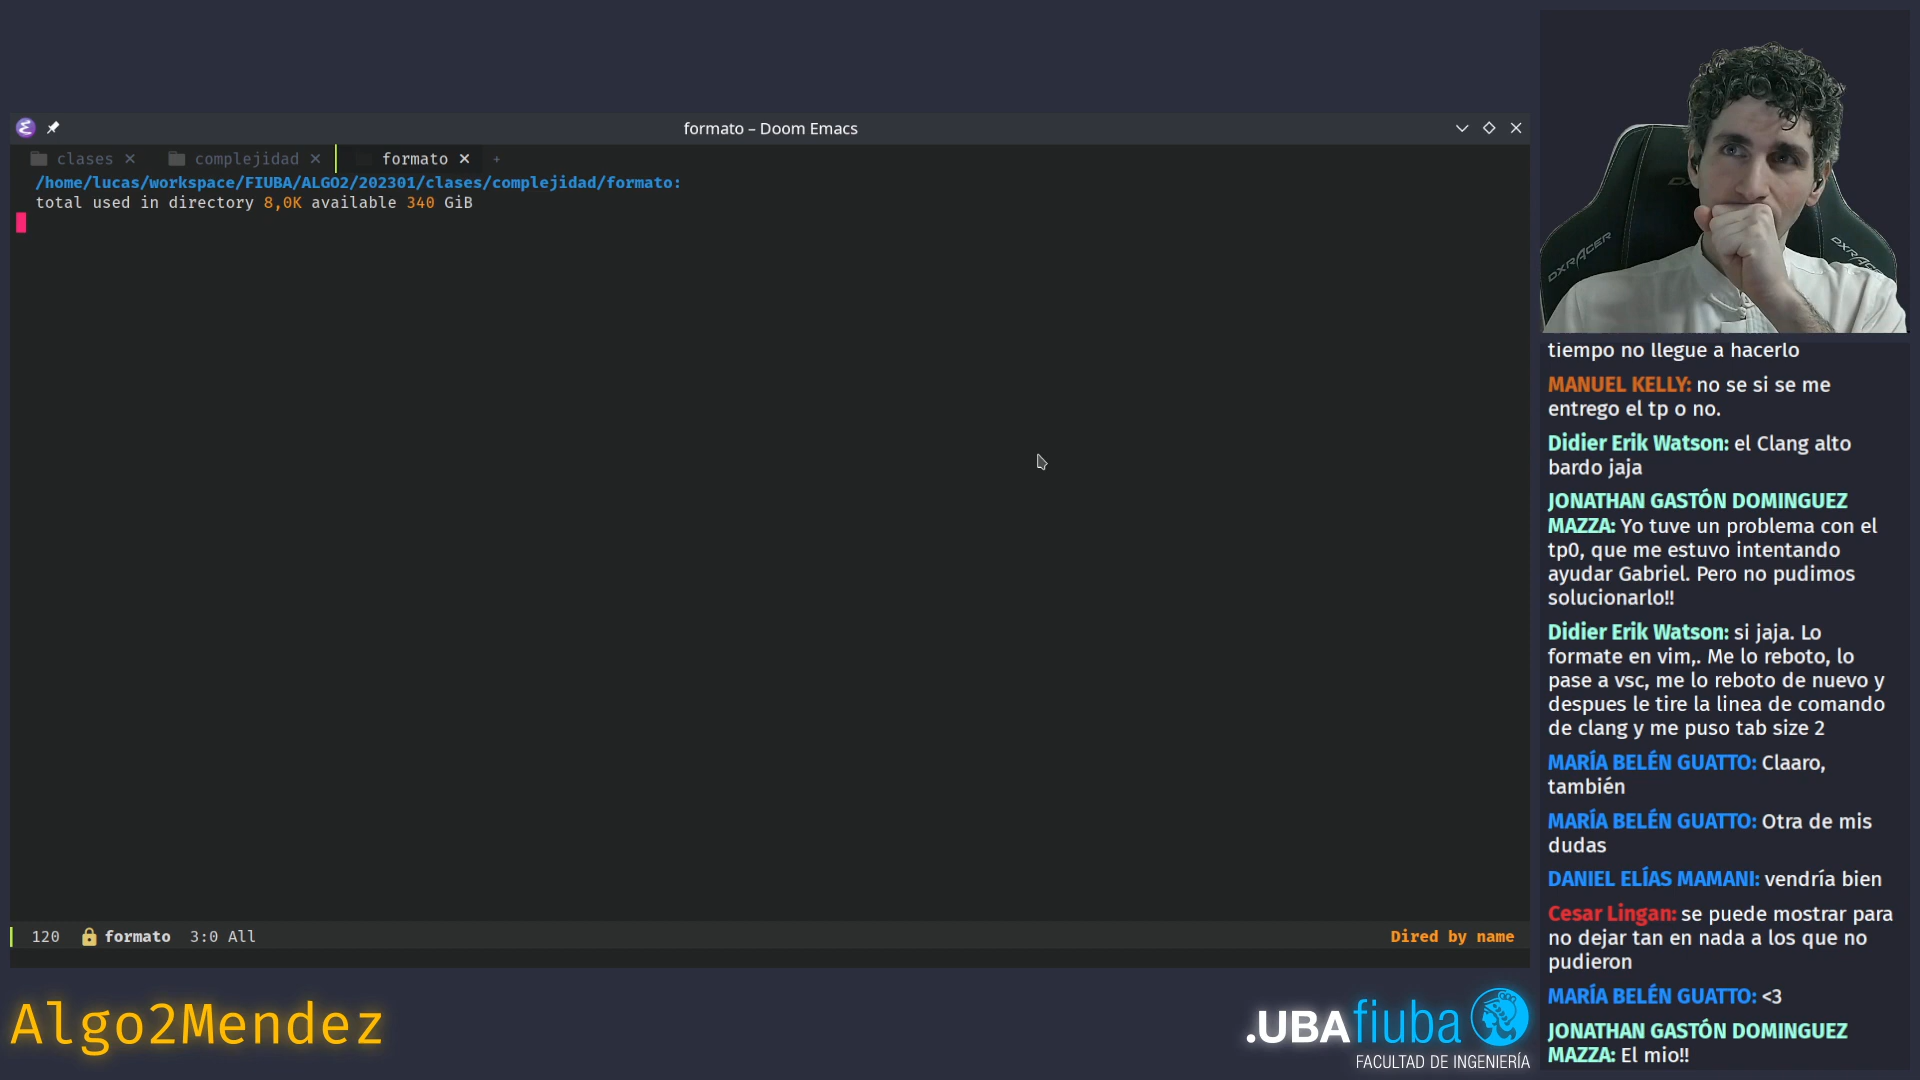 formato – Doom Emacs
clases
complejidad
formato
/home/lucas/workspace/FIUBA/ALGO2/202301/clases/complejidad/formato:
total used in directory 8,0K available 340 GiB
120 formato 3:0 All
Dired by name
Algo2Mendez
.UBAfiuba
FACULTAD DE INGENIERÍA
DXRACER
tiempo no llegue a hacerlo
MANUEL KELLY: no se si se me
entrego el tp o no.
Didier Erik Watson: el Clang alto
bardo jaja
JONATHAN GASTÓN DOMINGUEZ
MAZZA: Yo tuve un problema con el
tp0, que me estuvo intentando
ayudar Gabriel. Pero no pudimos
solucionarlo!!
Didier Erik Watson: si jaja. Lo
formate en vim,. Me lo reboto, lo
pase a vsc, me lo reboto de nuevo y
despues le tire la linea de comando
de clang y me puso tab size 2
MARÍA BELÉN GUATTO: Claaro,
también
MARÍA BELÉN GUATTO: Otra de mis
dudas
DANIEL ELÍAS MAMANI: vendría bien
Cesar Lingan: se puede mostrar para
no dejar tan en nada a los que no
pudieron
MARÍA BELÉN GUATTO: <3
JONATHAN GASTÓN DOMINGUEZ
MAZZA: El mio!!